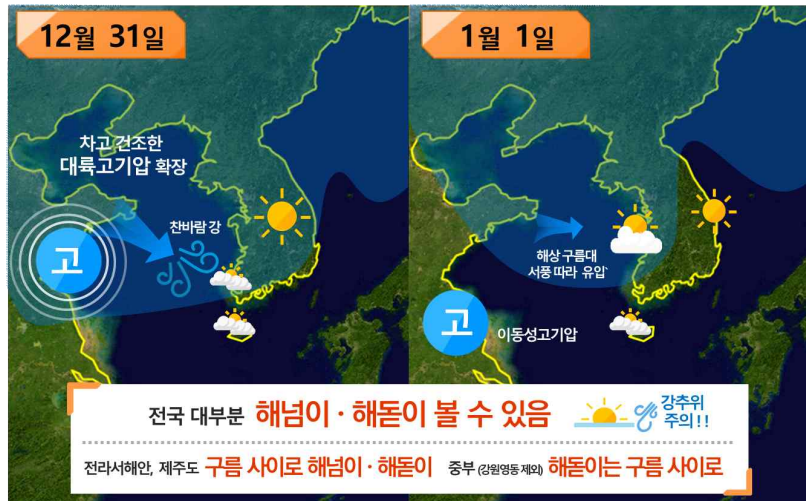 12월 31일
차고 건조한
대륙고기압 확장
찬바람 강
고
1월 1일
해상 구름대
서풍 따라 유입`
고
이동성고기압
전국 대부분 해넘이 · 해돋이 볼 수 있음
강추위
주의!!
전라서해안, 제주도 구름 사이로 해넘이 · 해돋이 중부 (강원영동 제외) 해돋이는 구름 사이로